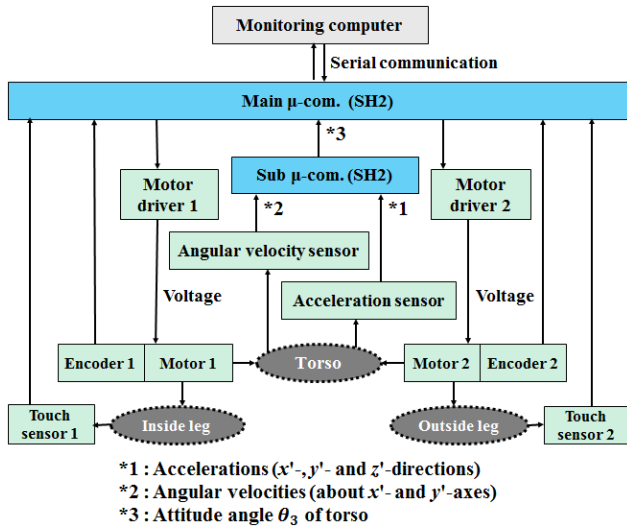 Monitoring computer
Serial communication
Main μ-com. (SH2)
*3
Sub μ-com. (SH2)
Motor
driver 1
Motor
driver 2
*2
*1
Angular velocity sensor
Voltage
Acceleration sensor
Voltage
Encoder 1
Motor 1
Torso
Motor 2
Encoder 2
Touch
sensor 1
Inside leg
Outside leg
Touch
sensor 2
*1 : Accelerations (x'-, y'- and z'-directions)
*2 : Angular velocities (about x'- and y'-axes)
*3 : Attitude angle θ₃ of torso